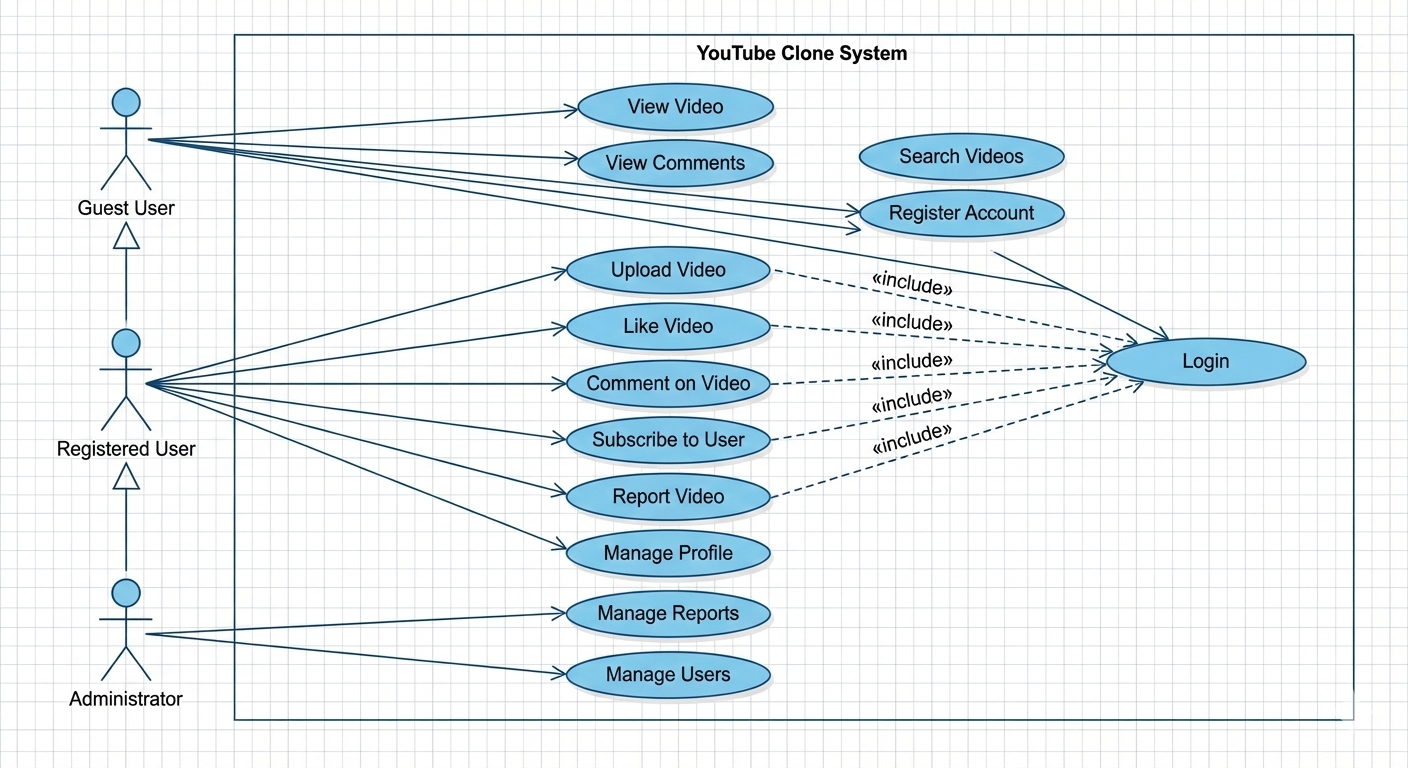 YouTube Clone System
View Video
View Comments
Search Videos
Register Account
Guest User
Upload Video
«include»
Like Video
«include»
Comment on Video
«include»
Login
Subscribe to User
«include»
Registered User
Report Video
«include»
Manage Profile
Manage Reports
Manage Users
Administrator